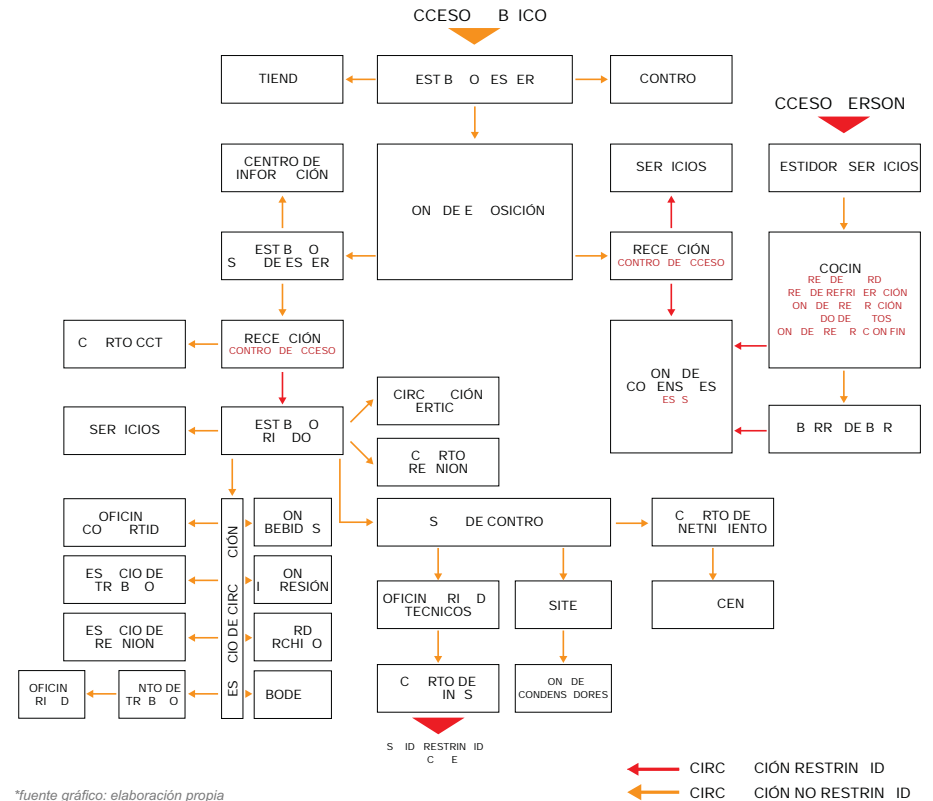 CCESO B ICO
TIEND
EST B O ES ER
CONTRO
CCESO ERSON
CENTRO DE
INFOR CIÓN
ON DE E OSICIÓN
SER ICIOS
ESTIDOR SER ICIOS
EST B O
S DE ES ER
RECE CIÓN
CONTRO DE CCESO
COCIN
RE DE RD
RE DE REFRI ER CIÓN
ON DE RE R CIÓN
DO DE TOS
ON DE RE R C ON FIN
C RTO CCT
RECE CIÓN
CONTRO DE CCESO
ON DE
CO ENS ES
ES S
CIRC CIÓN
ERTIC
SER ICIOS
EST B O
RI DO
B RR DE B R
C RTO
RE NION
OFICIN
CO RTID
ES CIO DE CIRC CIÓN
ON
BEBID S
S DE CONTRO
C RTO DE
NETNI IENTO
ES CIO DE
TR B O
ON
I RESIÓN
OFICIN RI D
TECNICOS
SITE
CEN
ES CIO DE
RE NION
RD
RCHI O
OFICIN
RI D
NTO DE
TR B O
BODE
C RTO DE
IN S
ON DE
CONDENS DORES
S ID RESTRIN ID
C E
CIRC CIÓN RESTRIN ID
CIRC CIÓN NO RESTRIN ID
*fuente gráfico: elaboración propia